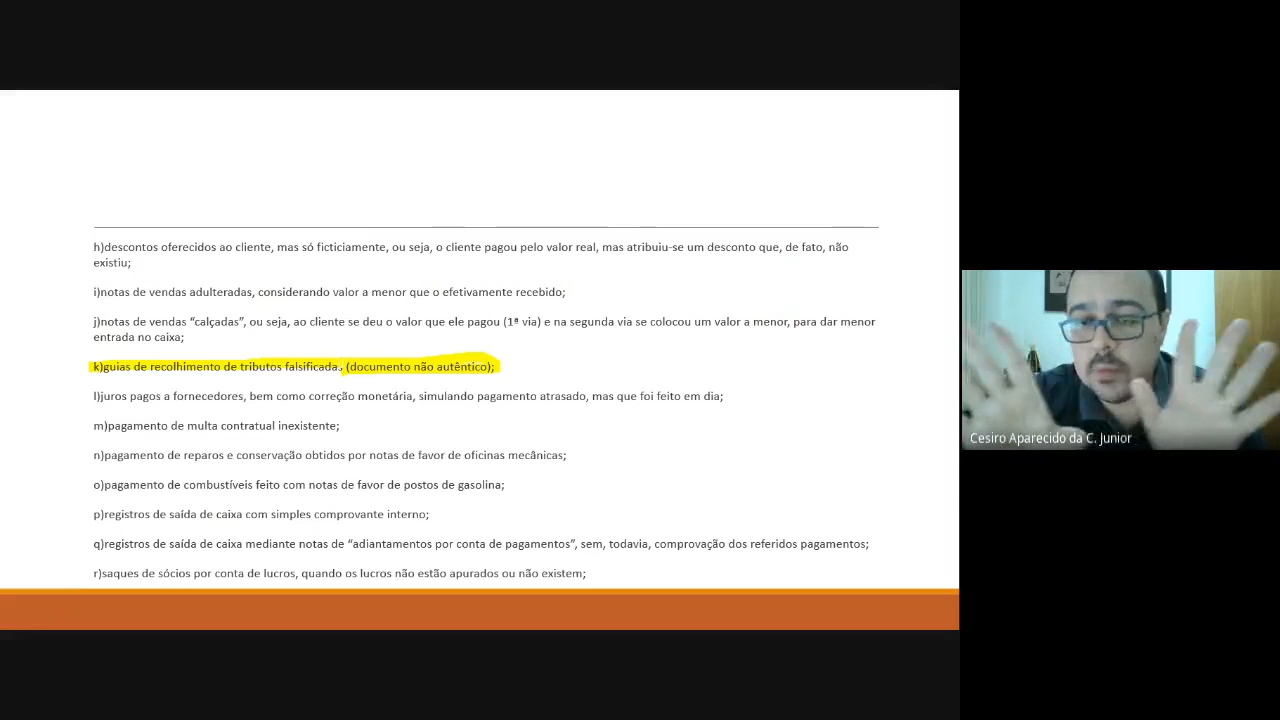 h)descontos oferecidos ao cliente, mas só ficticiamente, ou seja, o cliente pagou pelo valor real, mas atribuiu-se um desconto que, de fato, não
existiu;
i)notas de vendas adulteradas, considerando valor a menor que o efetivamente recebido;
j)notas de vendas “calçadas”, ou seja, ao cliente se deu o valor que ele pagou (1ª via) e na segunda via se colocou um valor a menor, para dar menor
entrada no caixa;
k)guias de recolhimento de tributos falsificada. (documento não autêntico);
l)juros pagos a fornecedores, bem como correção monetária, simulando pagamento atrasado, mas que foi feito em dia;
m)pagamento de multa contratual inexistente;
n)pagamento de reparos e conservação obtidos por notas de favor de oficinas mecânicas;
o)pagamento de combustíveis feito com notas de favor de postos de gasolina;
p)registros de saída de caixa com simples comprovante interno;
q)registros de saída de caixa mediante notas de “adiantamentos por conta de pagamentos”, sem, todavia, comprovação dos referidos pagamentos;
r)saques de sócios por conta de lucros, quando os lucros não estão apurados ou não existem;
Cesiro Aparecido da C. Junior